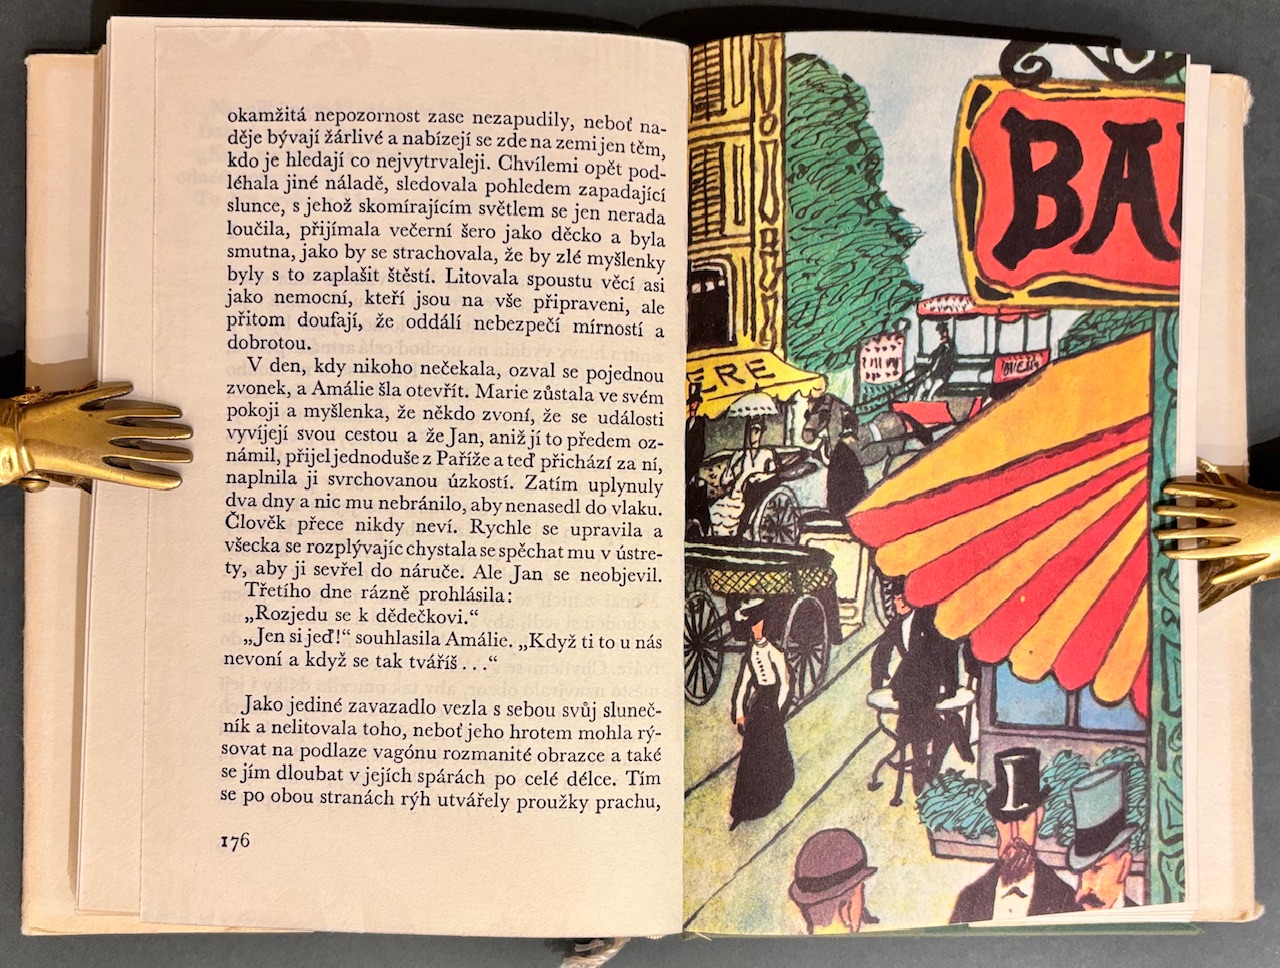 okamžitá nepozornost zase nezapudily, neboť na-
děje bývají žárlivé a nabízejí se zde na zemi jen těm,
kdo je hledají co nejvytrvaleji. Chvílemi opět pod-
léhala jiné náladě, sledovala pohledem zapadající
slunce, s jehož skomírajícím světlem se jen nerada
loučila, přijímala večerní šero jako děcko a byla
smutna, jako by se strachovala, že by zlé myšlenky
byly s to zaplašit štěstí. Litovala spoustu věcí asi
jako nemocní, kteří jsou na vše připraveni, ale
přitom doufají, že oddálí nebezpečí mírností a
dobrotou.
V den, kdy nikoho nečekala, ozval se pojednou
zvonek, a Amálie šla otevřít. Marie zůstala ve svém
pokoji a myšlenka, že někdo zvoní, že se události
vyvíjejí svou cestou a že Jan, aniž jí to předem oz-
námil, přijel jednoduše z Paříže a teď přichází za ní,
naplnila ji svrchovanou úzkostí. Zatím uplynuly
dva dny a nic mu nebránilo, aby nenasedl do vlaku.
Člověk přece nikdy neví. Rychle se upravila a
všecka se rozplývajíc chystala se spěchat mu v ústre-
ty, aby ji sevřel do náruče. Ale Jan se neobjevil.
Třetího dne rázně prohlásila:
„Rozjedu se k dědečkovi.“
„Jen si jeď!“ souhlasila Amálie. „Když ti to u nás
nevoní a když se tak tváříš . . .“
Jako jediné zavazadlo vezla s sebou svůj sluneč-
ník a nelitovala toho, neboť jeho hrotem mohla rý-
sovat na podlaze vagónu rozmanité obrazce a také
se jím dloubat v jejích spárách po celé délce. Tím
se po obou stranách rýh utvářely proužky prachu,
176
BA
ERE